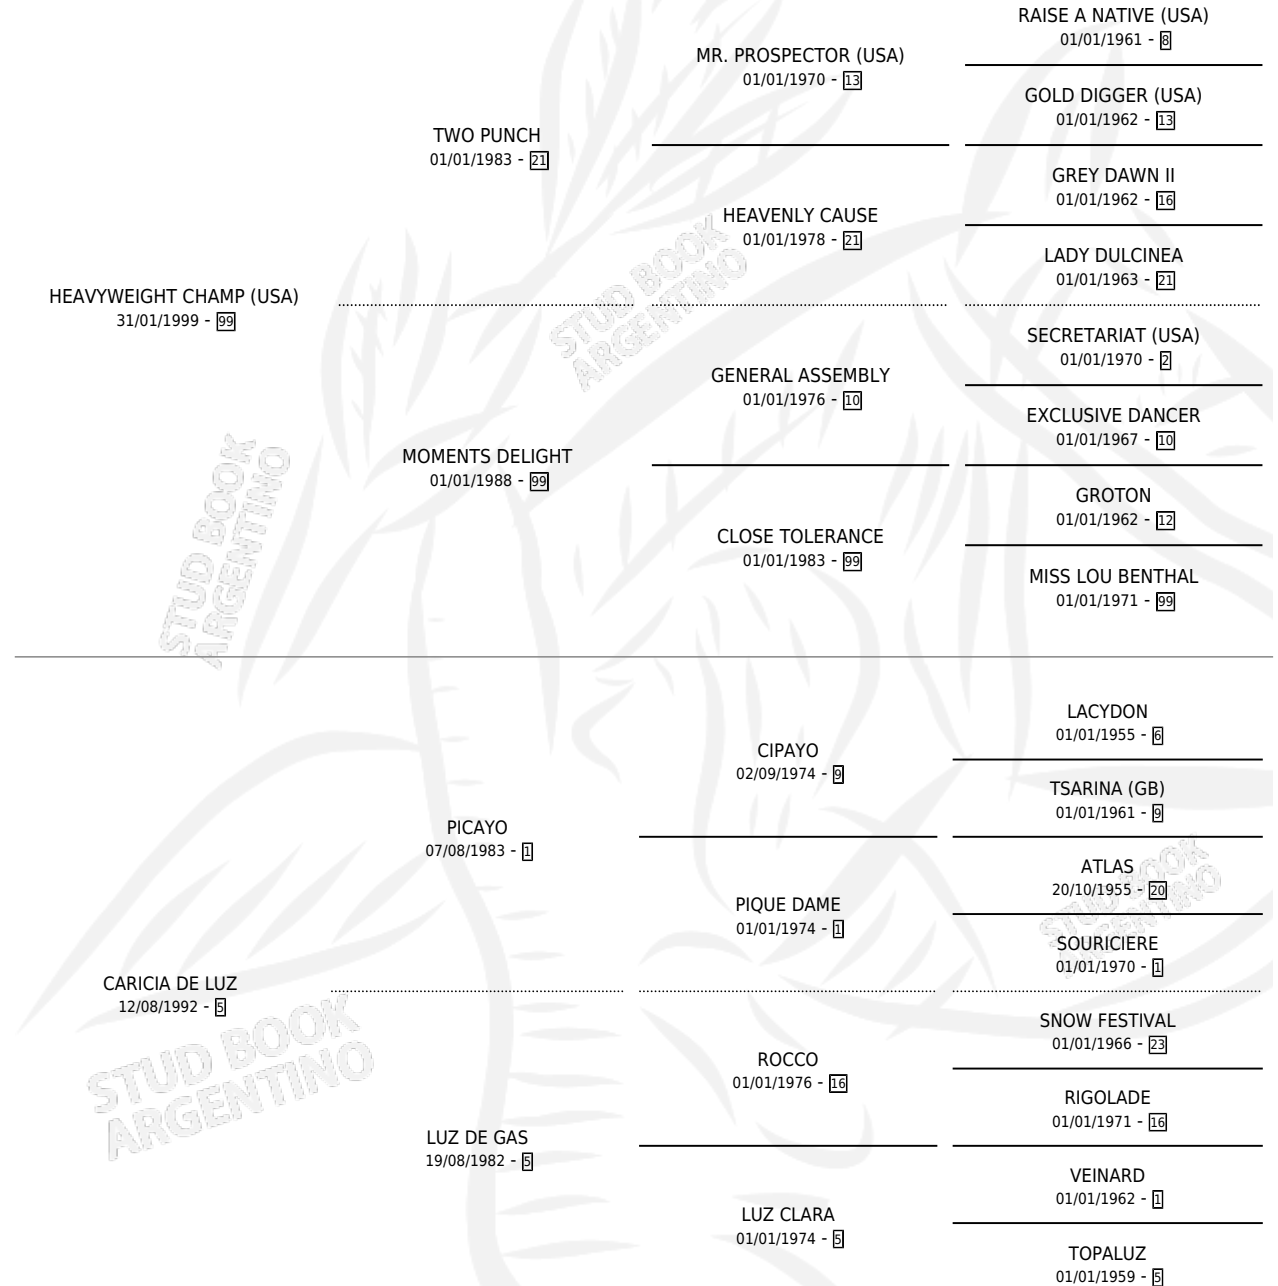 RAISE A NATIVE (USA)
01/01/1961 - 8
MR. PROSPECTOR (USA)
01/01/1970 - 13
GOLD DIGGER (USA)
01/01/1962 - 13
TWO PUNCH
01/01/1983 - 21
GREY DAWN II
01/01/1962 - 16
HEAVENLY CAUSE
01/01/1978 - 21
LADY DULCINEA
01/01/1963 - 21
HEAVYWEIGHT CHAMP (USA)
31/01/1999 - 99
SECRETARIAT (USA)
01/01/1970 - 2
GENERAL ASSEMBLY
01/01/1976 - 10
EXCLUSIVE DANCER
01/01/1967 - 10
MOMENTS DELIGHT
01/01/1988 - 99
GROTON
01/01/1962 - 12
CLOSE TOLERANCE
01/01/1983 - 99
MISS LOU BENTHAL
01/01/1971 - 99
LACYDON
01/01/1955 - 6
CIPAYO
02/09/1974 - 9
TSARINA (GB)
01/01/1961 - 9
PICAYO
07/08/1983 - 1
ATLAS
20/10/1955 - 20
PIQUE DAME
01/01/1974 - 1
SOURICIERE
01/01/1970 - 1
CARICIA DE LUZ
12/08/1992 - 5
SNOW FESTIVAL
01/01/1966 - 23
ROCCO
01/01/1976 - 16
RIGOLADE
01/01/1971 - 16
LUZ DE GAS
19/08/1982 - 5
VEINARD
01/01/1962 - 1
LUZ CLARA
01/01/1974 - 5
TOPALUZ
01/01/1959 - 5
STUD BOOK
ARGENTINO
STUD BOOK
ARGENTINO
STUD BOOK
ARGENTINO
STUD BOOK
ARGENTINO